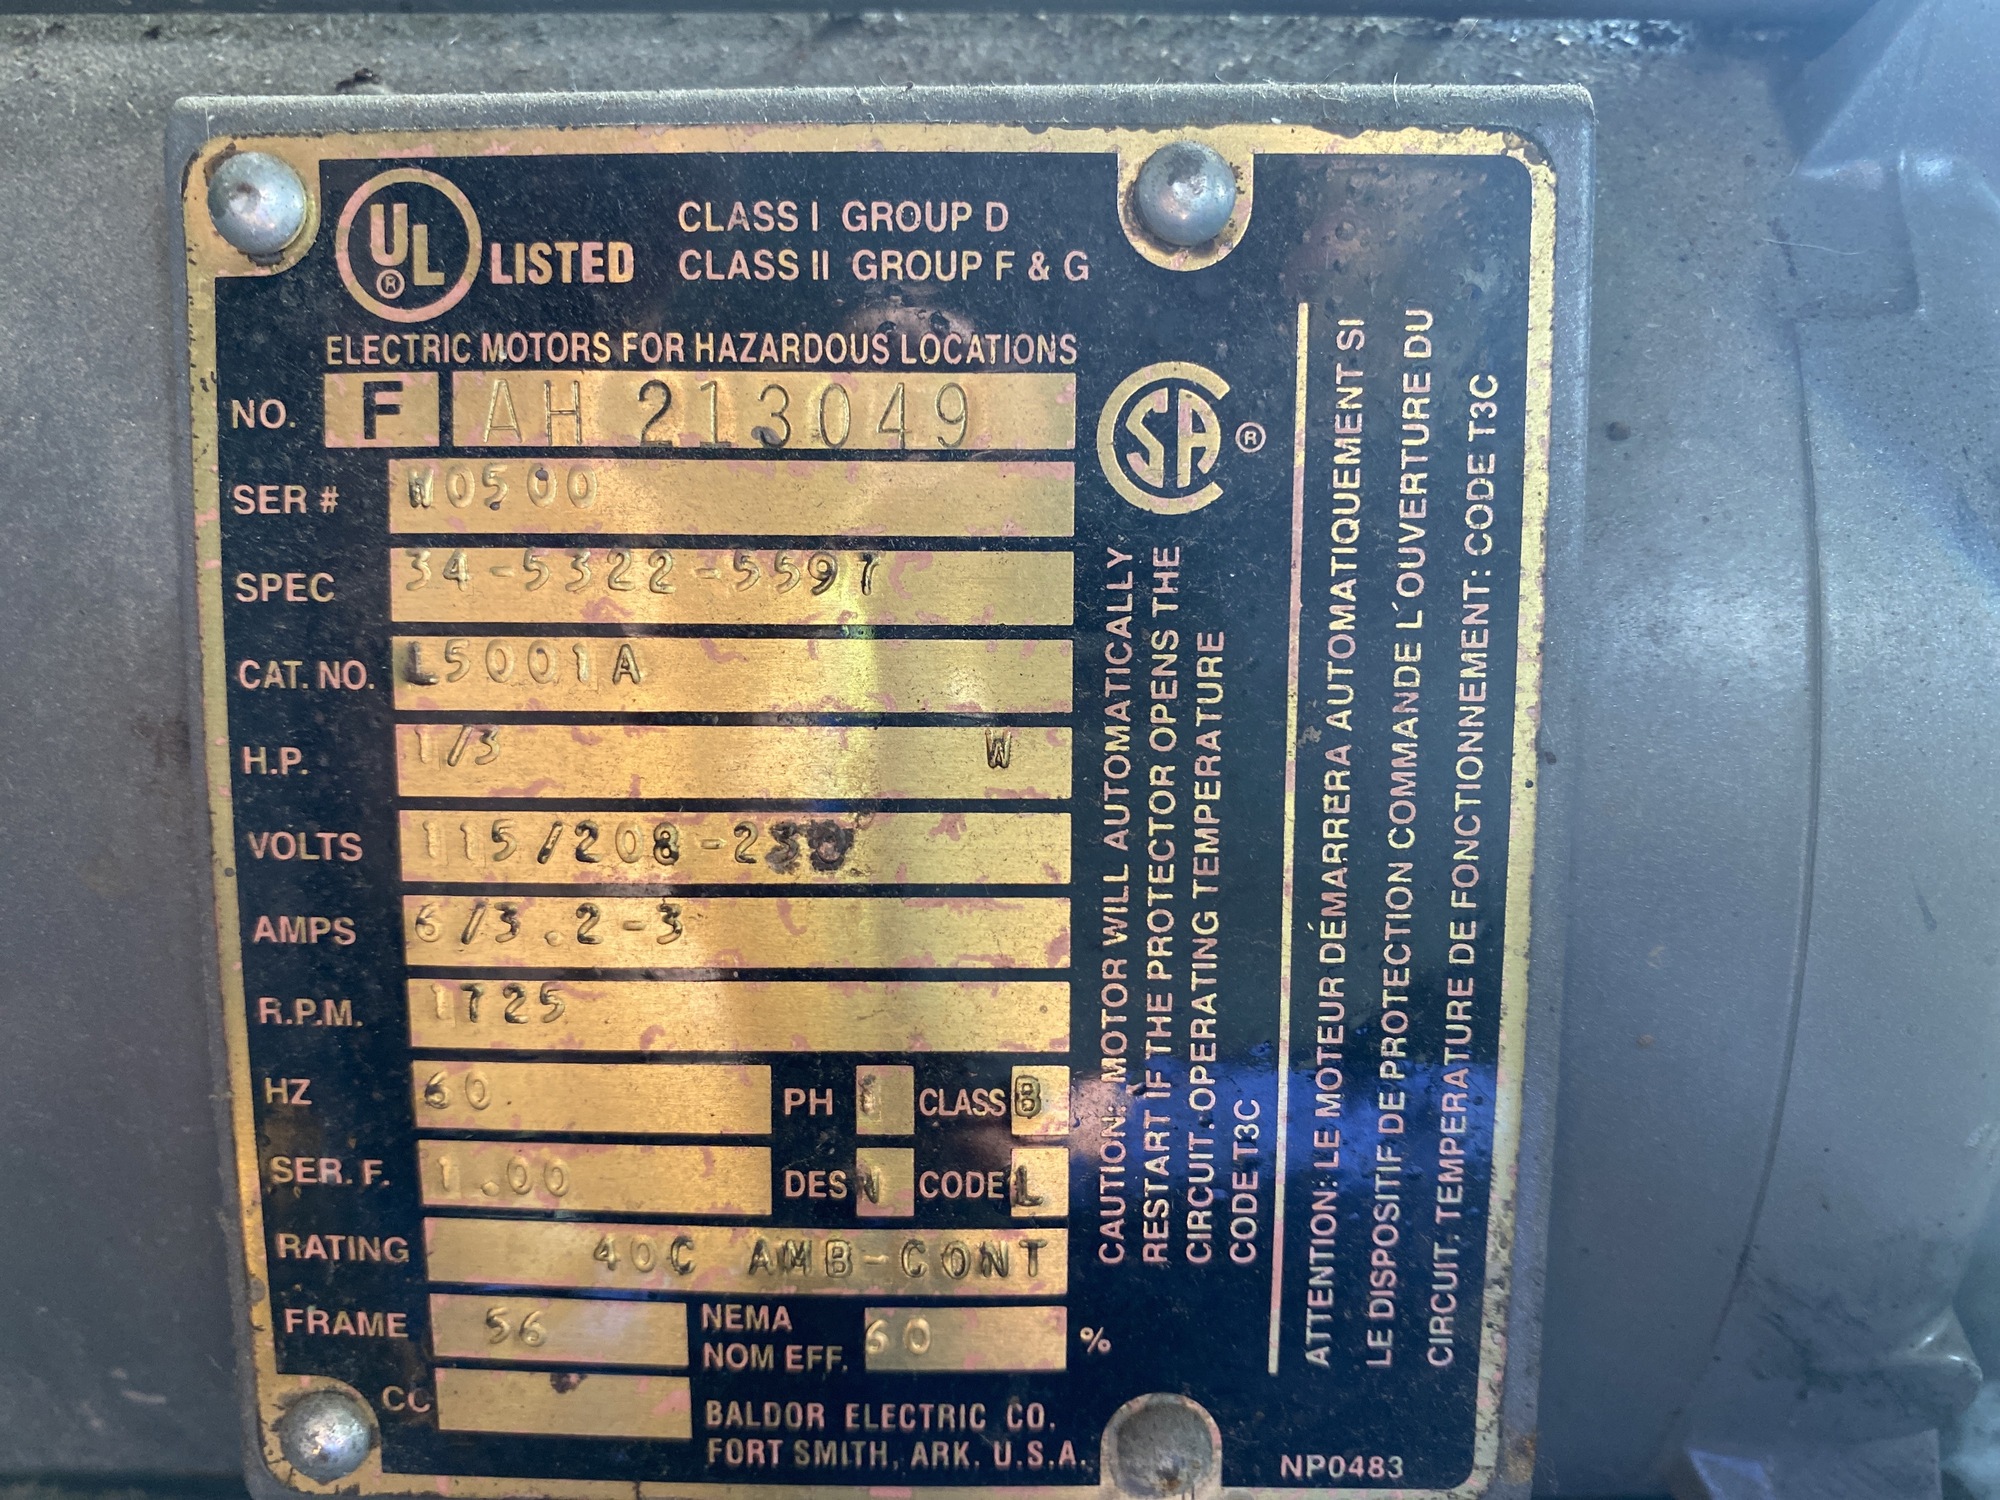 UL ® LISTED
CLASS I GROUP D
CLASS II GROUP F & G
ELECTRIC MOTORS FOR HAZARDOUS LOCATIONS
NO. F AH 213049
SER # W0500
SPEC 34-5322-5597
CAT. NO. L5001A
H.P. 1/3 W
VOLTS 115/208-230
AMPS 6/3.2-3
R.P.M. 1725
HZ 60 PH 1 CLASS B
SER. F. 1.00 DES N CODE L
RATING 40C AMB-CONT
FRAME 56 NEMA NOM EFF. 60 %
CC
BALDOR ELECTRIC CO.
FORT SMITH, ARK. U.S.A.
SA ®
CAUTION: MOTOR WILL AUTOMATICALLY
RESTART IF THE PROTECTOR OPENS THE
CIRCUIT. OPERATING TEMPERATURE
CODE T3C
ATTENTION: LE MOTEUR DÉMARRERA AUTOMATIQUEMENT SI
LE DISPOSITIF DE PROTECTION COMMANDE L'OUVERTURE DU
CIRCUIT. TEMPERATURE DE FONCTIONNEMENT: CODE T3C
NP0483